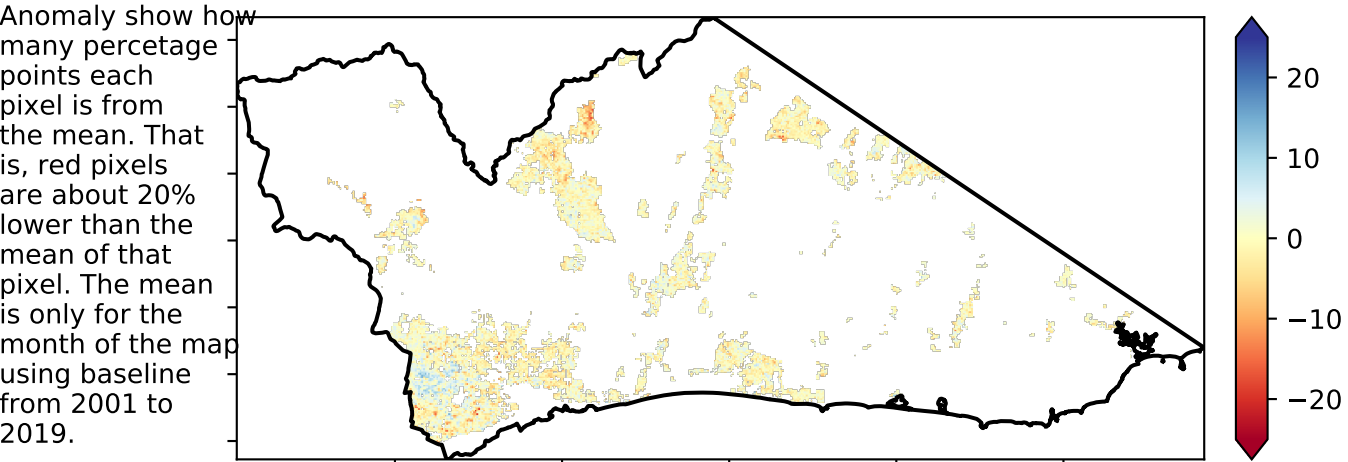 Anomaly show how
many percetage
points each
pixel is from
the mean. That
is, red pixels
are about 20%
lower than the
mean of that
pixel. The mean
is only for the
month of the map
using baseline
from 2001 to
2019.
20
10
0
−10
−20